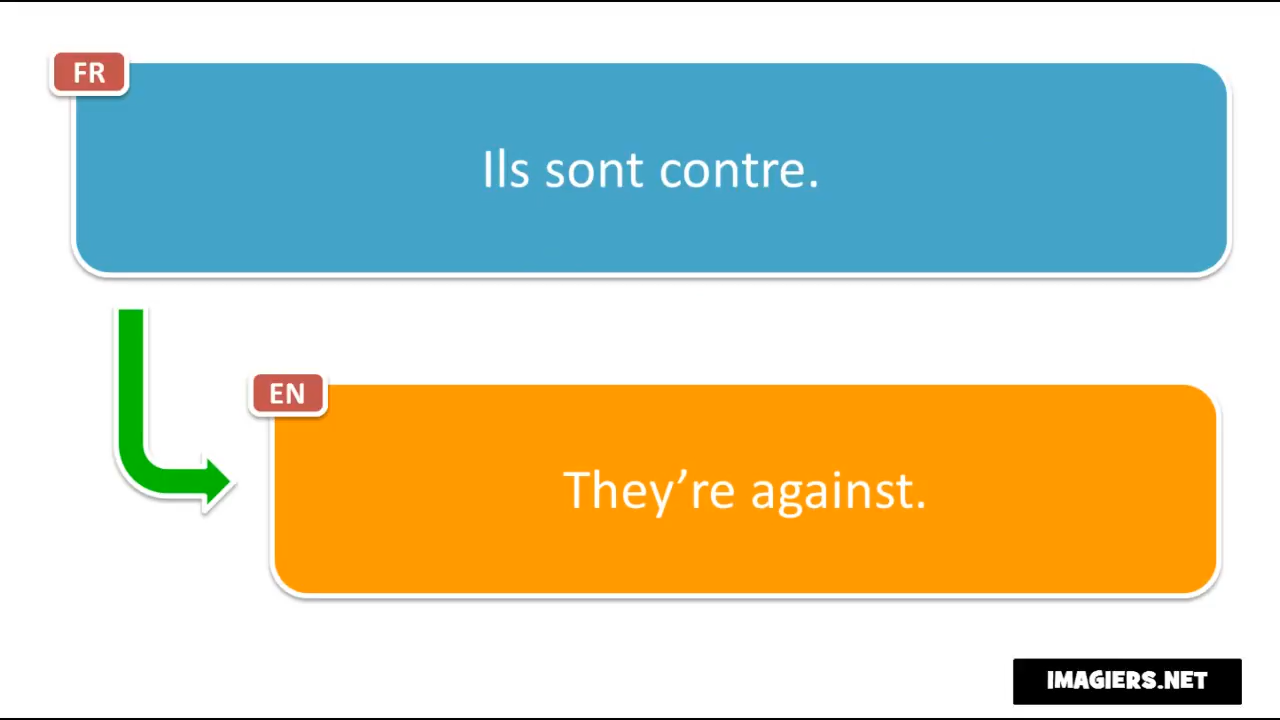 FR
Ils sont contre.
EN
They’re against.
IMAGIERS.NET